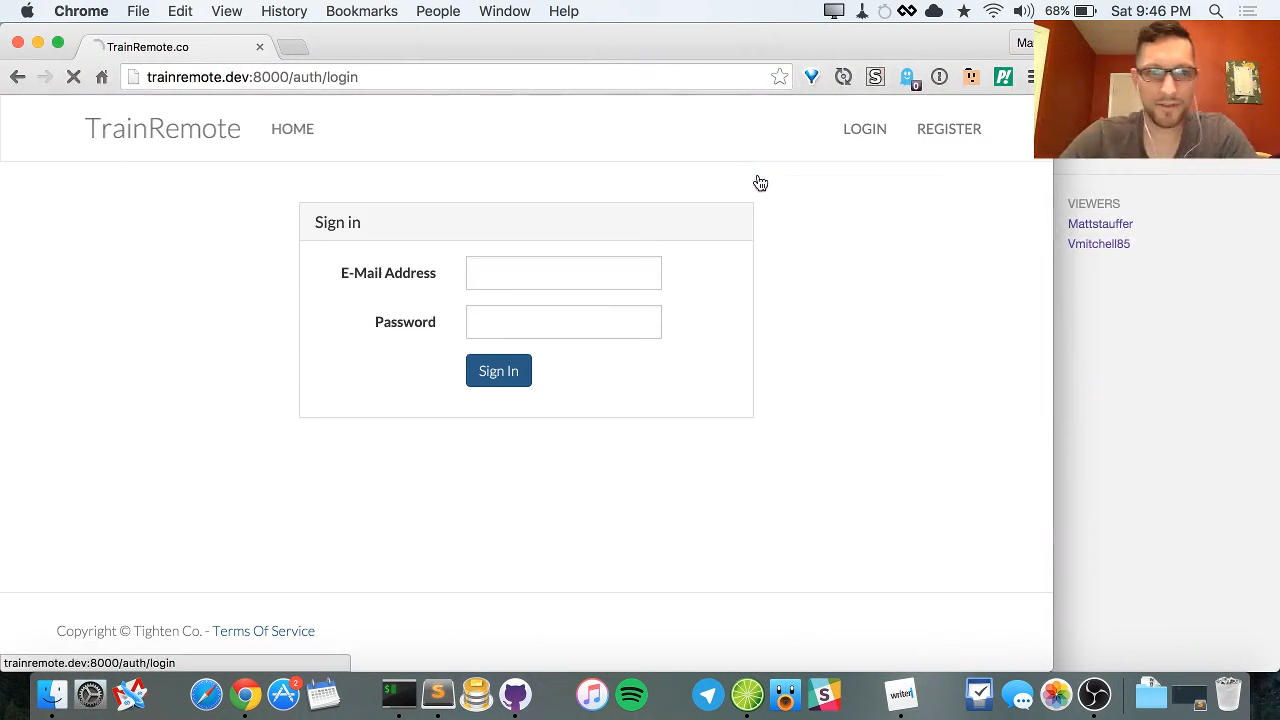 Chrome File Edit View History Bookmarks People Window Help 68% Sat 9:46 PM
TrainRemote.co
trainremote.dev:8000/auth/login
TrainRemote HOME LOGIN REGISTER
VIEWERS
Mattstauffer
Vmitchell85
Sign in
E-Mail Address
Password
Sign In
Copyright © Tighten Co. - Terms Of Service
trainremote.dev:8000/auth/login